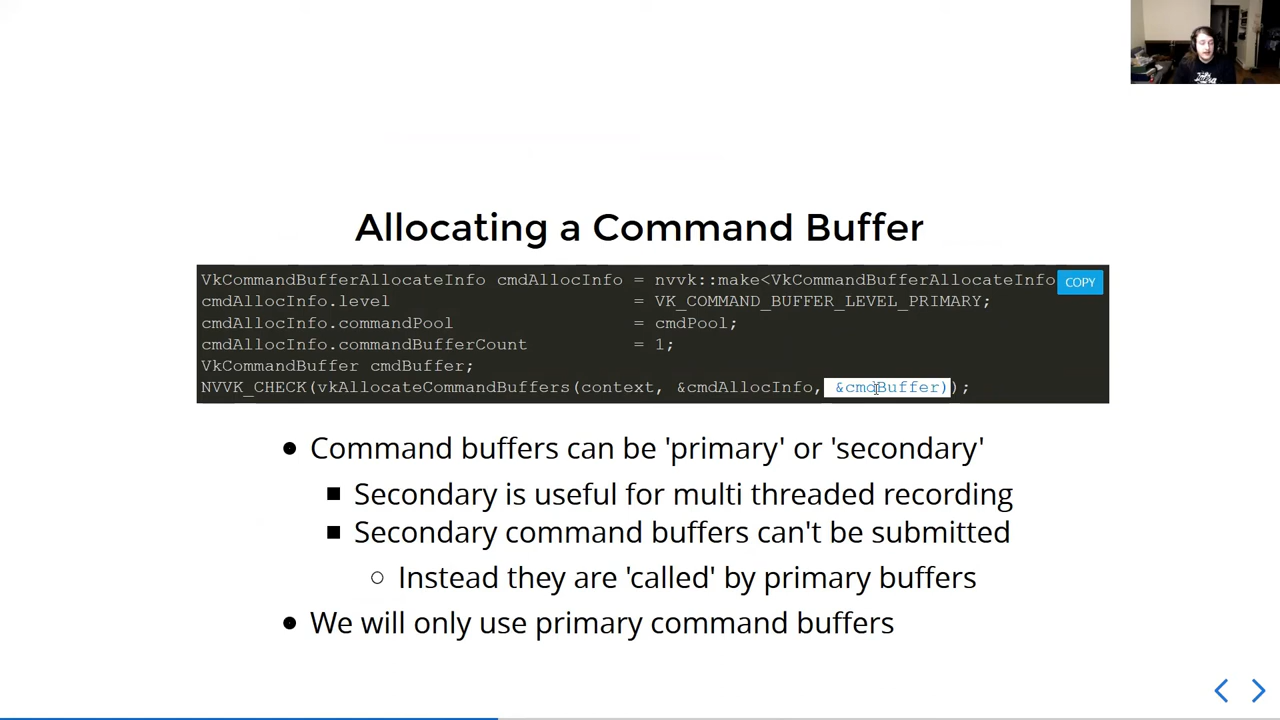 Allocating a Command Buffer
VkCommandBufferAllocateInfo cmdAllocInfo = nvvk::make<VkCommandBufferAllocateInfo
COPY
cmdAllocInfo.level = VK_COMMAND_BUFFER_LEVEL_PRIMARY;
cmdAllocInfo.commandPool = cmdPool;
cmdAllocInfo.commandBufferCount = 1;
VkCommandBuffer cmdBuffer;
NVVK_CHECK(vkAllocateCommandBuffers(context, &cmdAllocInfo, &cmdBuffer));
Command buffers can be 'primary' or 'secondary'
Secondary is useful for multi threaded recording
Secondary command buffers can't be submitted
Instead they are 'called' by primary buffers
We will only use primary command buffers